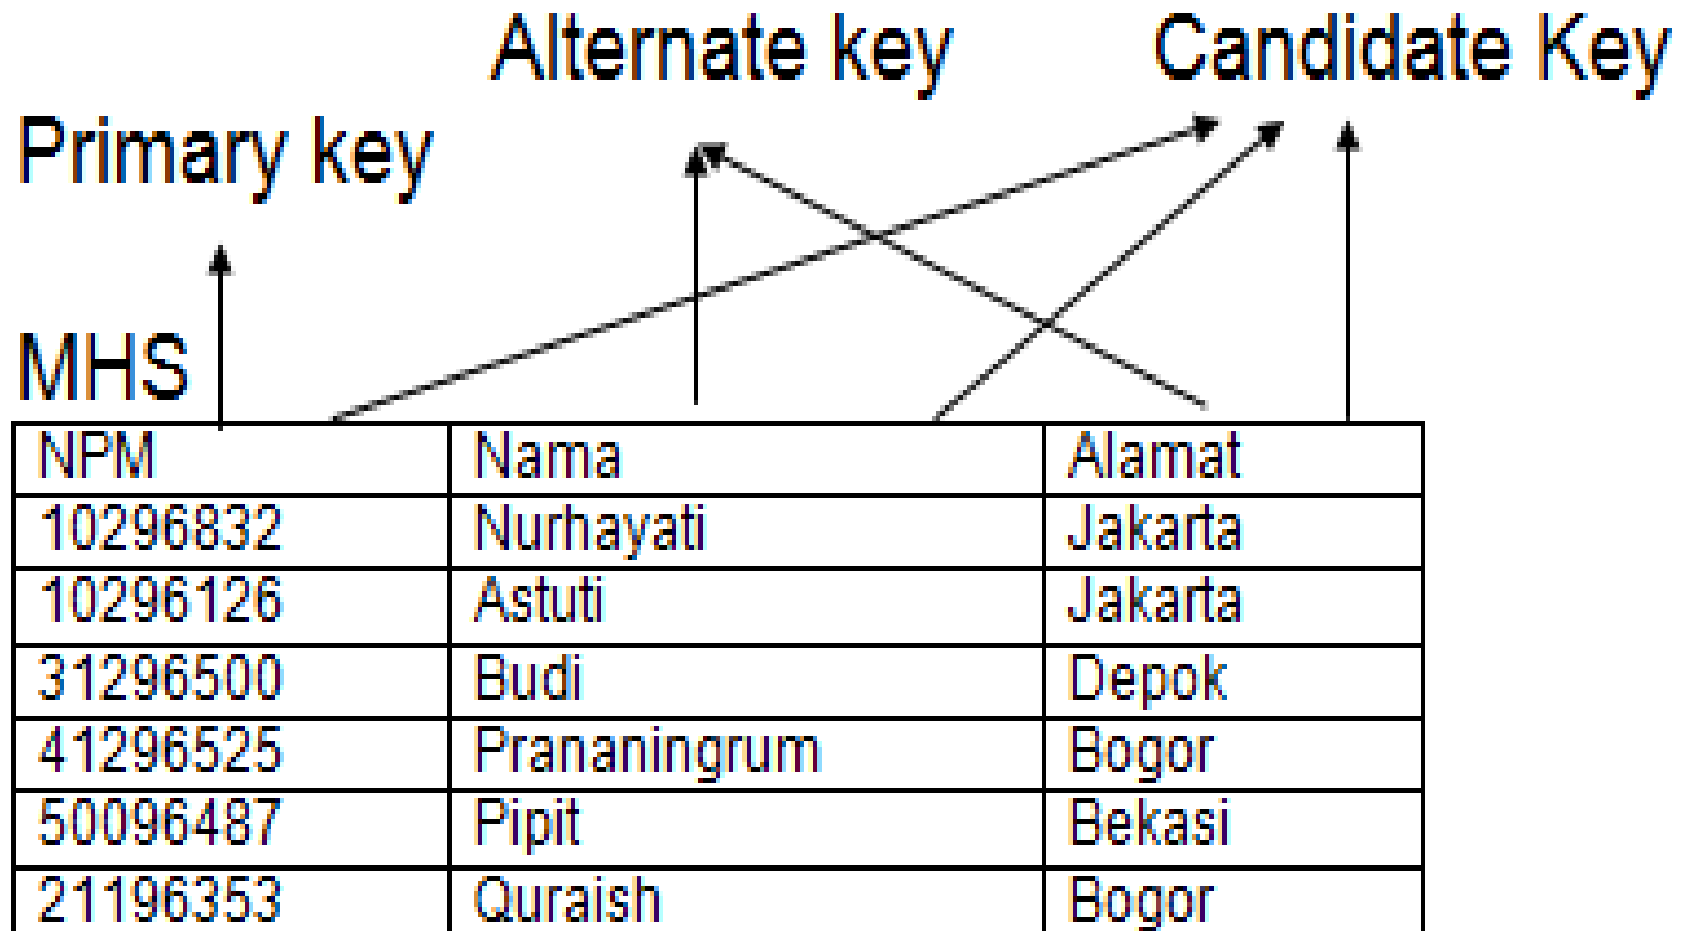 Alternate key Candidate Key
Primary key
MHS
NPM Nama Alamat
10296832 Nurhayati Jakarta
10296126 Astuti Jakarta
31296500 Budi Depok
41296525 Prananingrum Bogor
50096487 Pipit Bekasi
21196353 Quraish Bogor